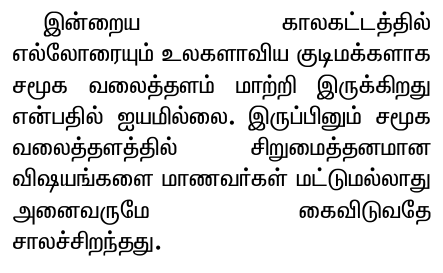 இன்றைய காலகட்டத்தில்
எல்லோரையும் உலகளாவிய குடிமக்களாக
சமூக வலைத்தளம் மாற்றி இருக்கிறது
என்பதில் ஐயமில்லை. இருப்பினும் சமூக
வலைத்தளத்தில் சிறுமைத்தனமான
விஷயங்களை மாணவர்கள் மட்டுமல்லாது
அனைவருமே கைவிடுவதே
சாலச்சிறந்தது.